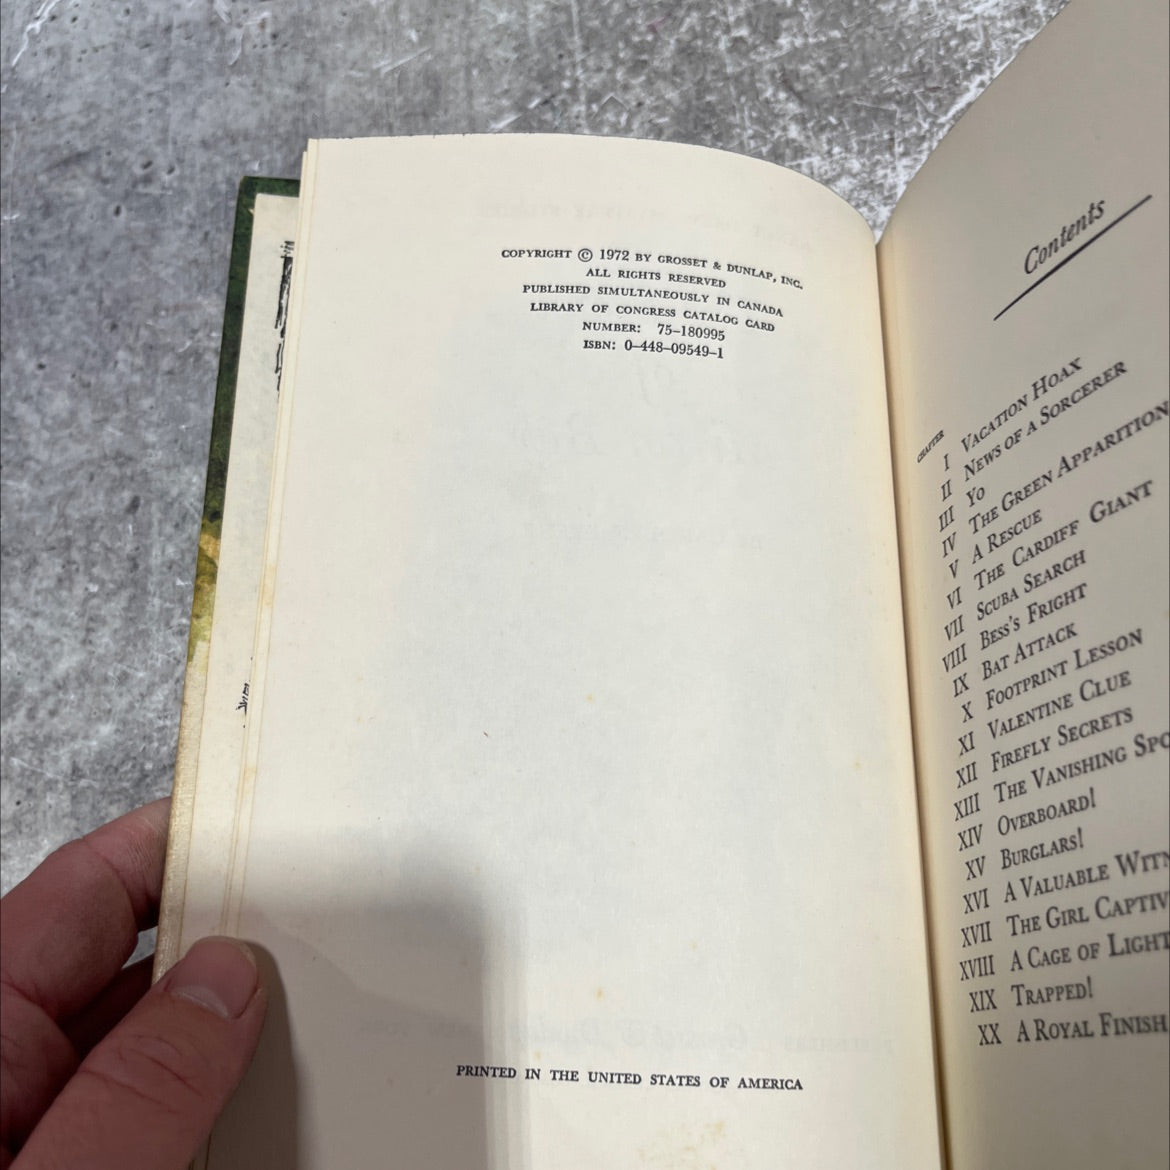 COPYRIGHT © 1972 BY GROSSET & DUNLAP, INC.
ALL RIGHTS RESERVED
PUBLISHED SIMULTANEOUSLY IN CANADA
LIBRARY OF CONGRESS CATALOG CARD
NUMBER: 75-180995
ISBN: 0-448-09549-1
PRINTED IN THE UNITED STATES OF AMERICA
Contents
CHAPTER
I VACATION HOAX
II NEWS OF A SORCERER
III YO
IV THE GREEN APPARITION
V A RESCUE
VI THE CARDIFF GIANT
VII SCUBA SEARCH
VIII BESS'S FRIGHT
IX BAT ATTACK
X FOOTPRINT LESSON
XI VALENTINE CLUE
XII FIREFLY SECRETS
XIII THE VANISHING SPO
XIV OVERBOARD!
XV BURGLARS!
XVI A VALUABLE WITN
XVII THE GIRL CAPTIV
XVIII A CAGE OF LIGHT
XIX TRAPPED!
XX A ROYAL FINISH